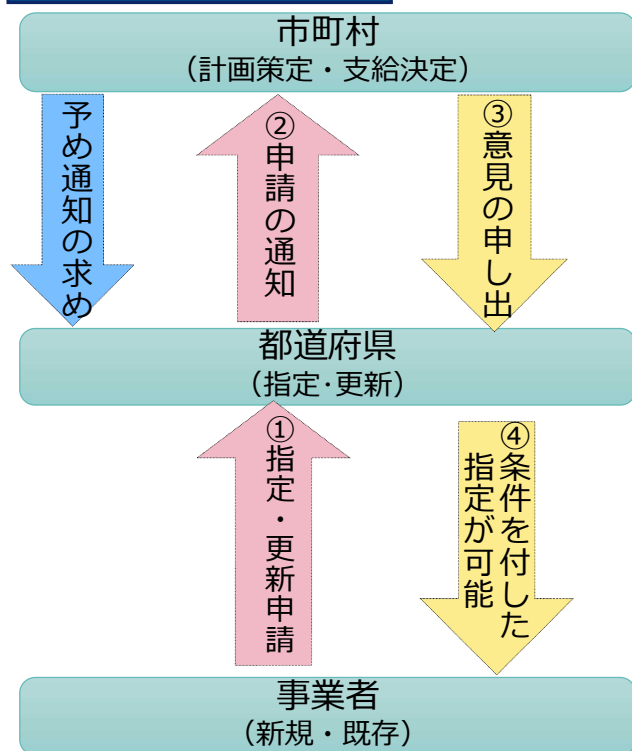 市町村
（計画策定・支給決定）
予め通知の求め
②申請の通知
③意見の申し出
都道府県
（指定･更新）
①指定・更新申請
④条件を付した
指定が可能
事業者
（新規・既存）